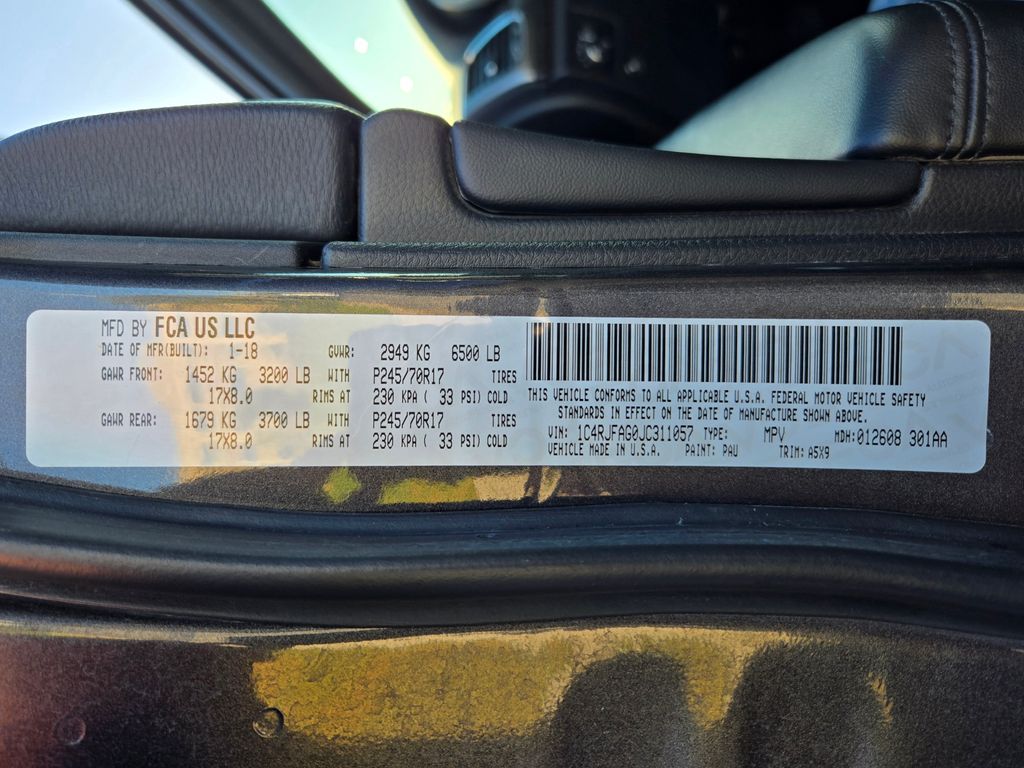 MFD BY FCA US LLC
DATE OF MFR(BUILT): 1-18 GVWR: 2949 KG 6500 LB
GAWR FRONT: 1452 KG 3200 LB WITH P245/70R17 TIRES
17X8.0 RIMS AT 230 KPA ( 33 PSI) COLD
GAWR REAR: 1679 KG 3700 LB WITH P245/70R17 TIRES
17X8.0 RIMS AT 230 KPA ( 33 PSI) COLD
THIS VEHICLE CONFORMS TO ALL APPLICABLE U.S.A. FEDERAL MOTOR VEHICLE SAFETY
STANDARDS IN EFFECT ON THE DATE OF MANUFACTURE SHOWN ABOVE.
VIN: 1C4RJFAG0JC311057 TYPE: MPV MDH:012608 301AA
VEHICLE MADE IN U.S.A. PAINT: PAU TRIM: A5X9